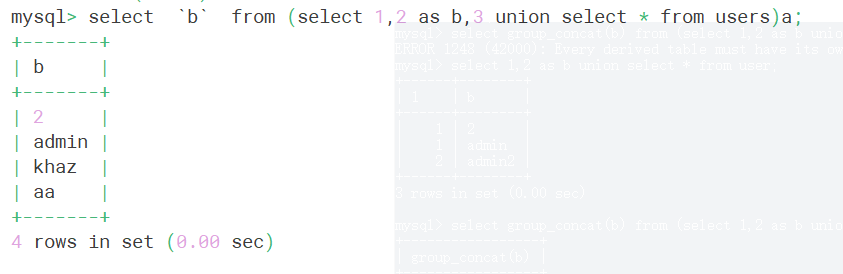 mysql> select  `b`  from (select 1,2 as b,3 union select * from users)a;
+-------+
| b     |
+-------+
| 2     |
| admin |
| khaz  |
| aa    |
+-------+
4 rows in set (0.00 sec)
mysql> select group_concat(b) from (select 1,2 as b unio
ERROR 1248 (42000): Every derived table must have its ow
mysql> select 1,2 as b union select * from user;
| 1 | b |
| 1 | 2 |
| 1 | admin |
| 2 | admin2 |
3 rows in set (0.00 sec)
mysql> select group_concat(b) from (select 1,2 as b unio
| group_concat(b) |